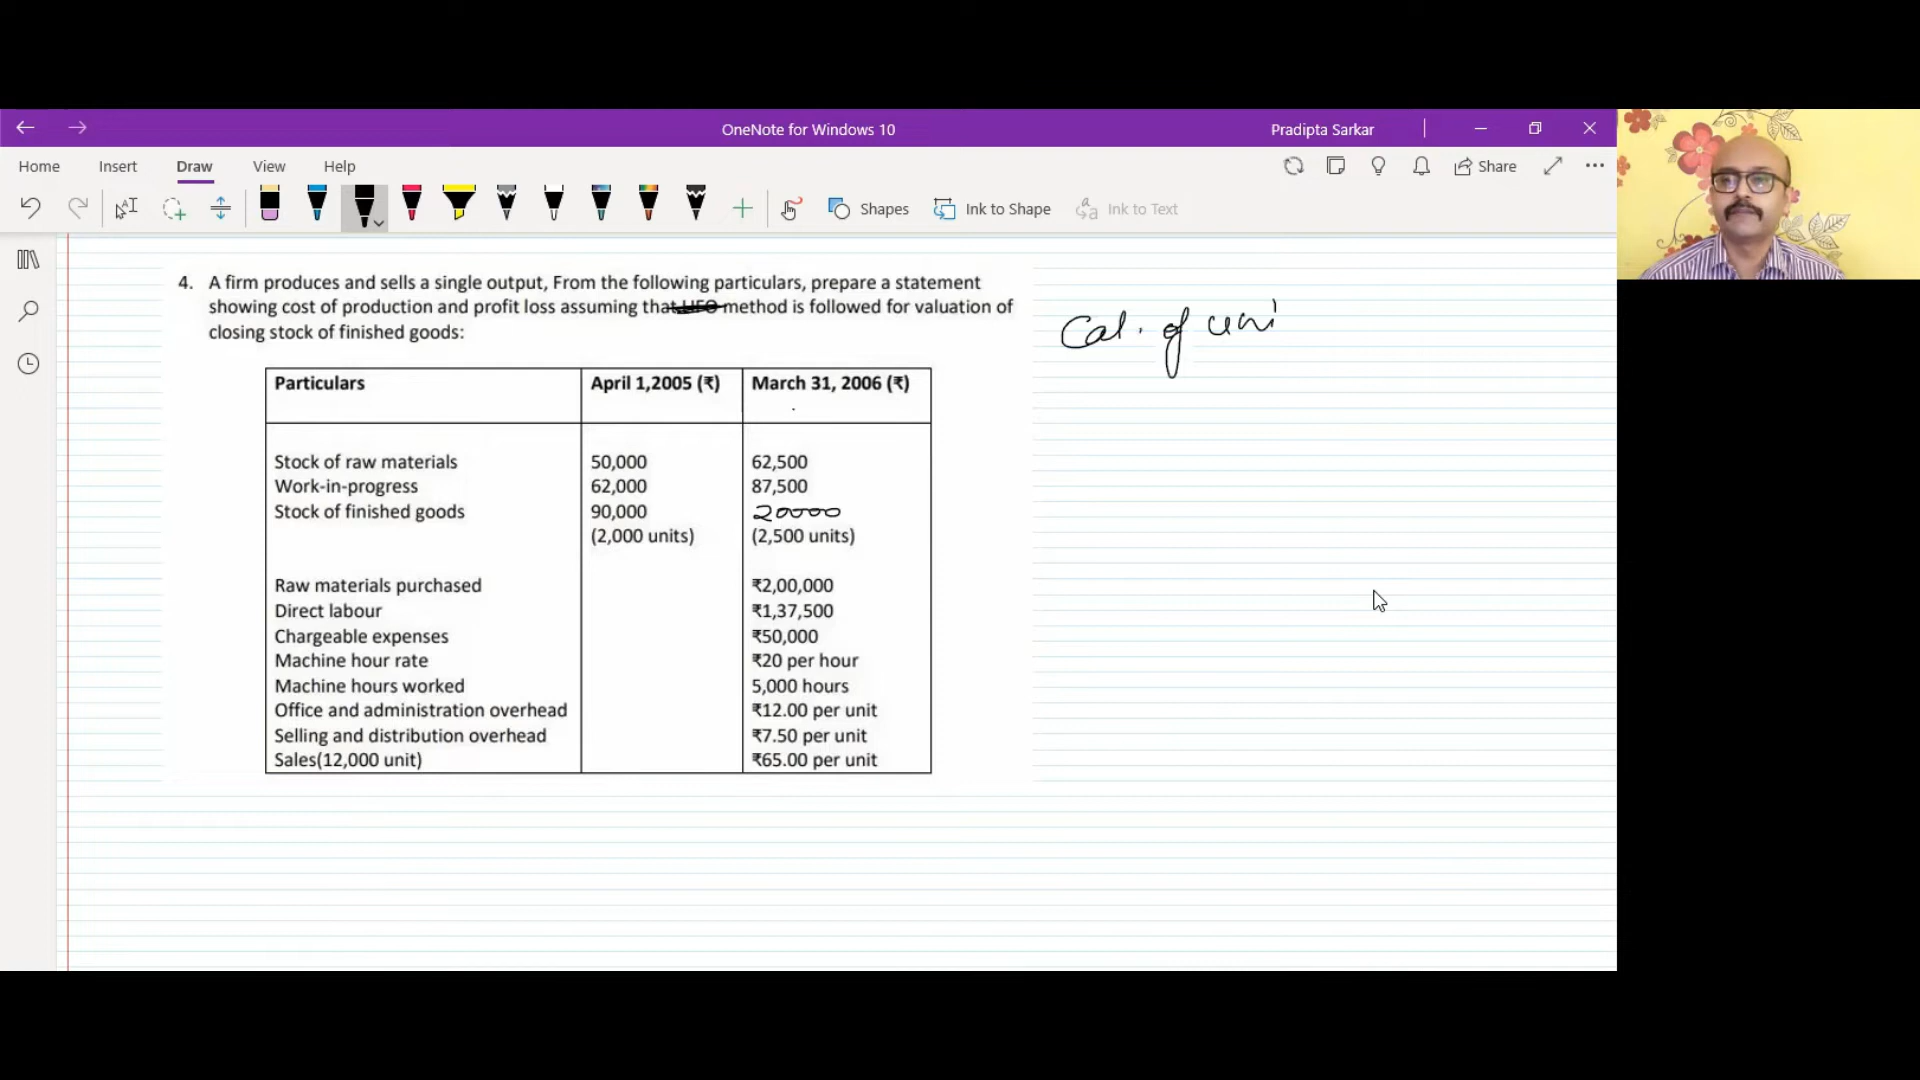 OneNote for Windows 10
Pradipta Sarkar
Home Insert Draw View Help
Share
Shapes Ink to Shape Ink to Text
4. A firm produces and sells a single output, From the following particulars, prepare a statement
showing cost of production and profit loss assuming that method is followed for valuation of
closing stock of finished goods:
Cal. of uni
Particulars April 1,2005 (₹) March 31, 2006 (₹)
Stock of raw materials 50,000 62,500
Work-in-progress 62,000 87,500
Stock of finished goods 90,000 20000
(2,000 units) (2,500 units)
Raw materials purchased ₹2,00,000
Direct labour ₹1,37,500
Chargeable expenses ₹50,000
Machine hour rate ₹20 per hour
Machine hours worked 5,000 hours
Office and administration overhead ₹12.00 per unit
Selling and distribution overhead ₹7.50 per unit
Sales(12,000 unit) ₹65.00 per unit